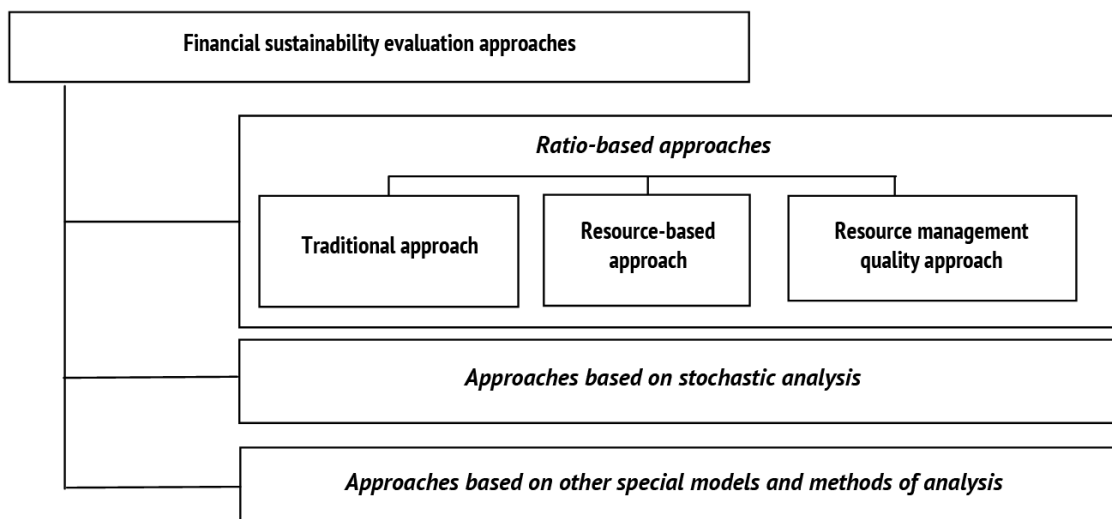 Financial sustainability evaluation approaches
Ratio-based approaches
Traditional approach
Resource-based
approach
Resource management
quality approach
Approaches based on stochastic analysis
Approaches based on other special models and methods of analysis